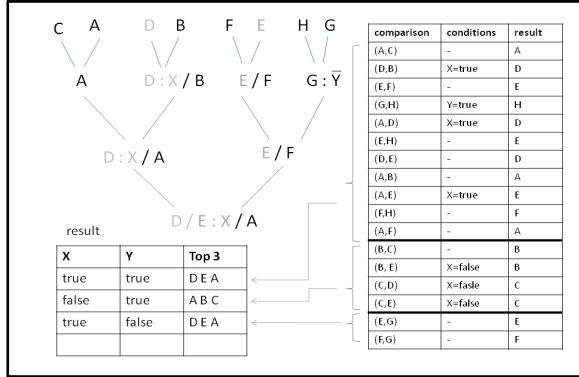 C A D B F E H G
A D : X / B E / F G : Y̅
D : X / A E / F
D / E : X / A
result
X Y Top 3
true true D E A
false true A B C
true false D E A
comparison conditions result
(A,C) - A
(D,B) X=true D
(E,F) - E
(G,H) Y=true H
(A,D) X=true D
(E,H) - E
(D,E) - D
(A,B) - A
(A,E) X=true E
(F,H) - F
(A,F) - A
(B,C) - B
(B, E) X=false B
(C,D) X=fasle C
(C,E) X=false C
(E,G) - E
(F,G) - F